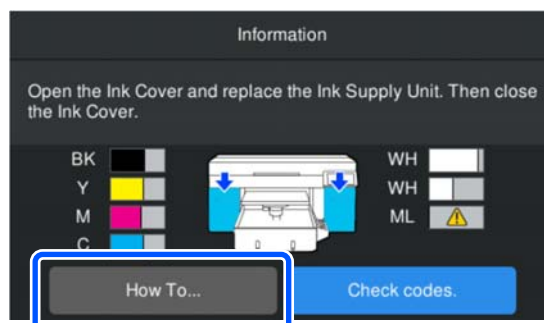 Information
Open the Ink Cover and replace the Ink Supply Unit. Then close
the Ink Cover.
BK
WH
Y
WH
M
ML
C
How To...
Check codes.